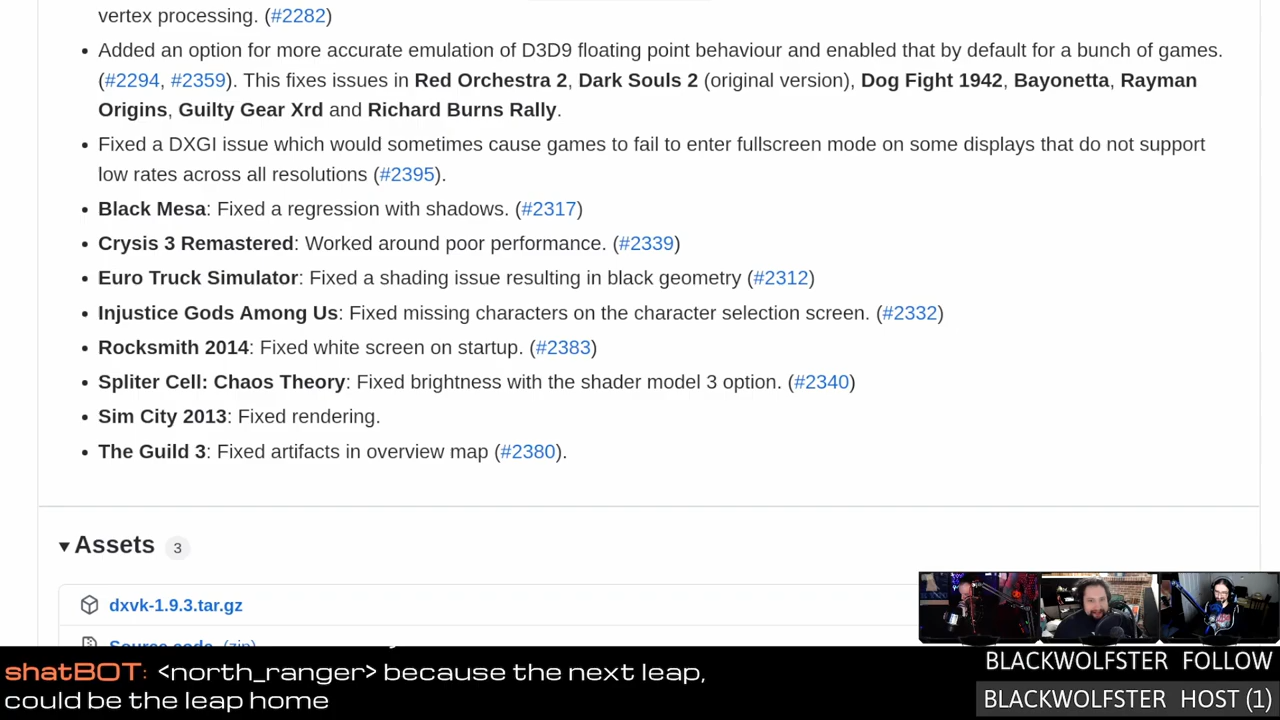 vertex processing. (#2282)
Added an option for more accurate emulation of D3D9 floating point behaviour and enabled that by default for a bunch of games.
(#2294, #2359). This fixes issues in Red Orchestra 2, Dark Souls 2 (original version), Dog Fight 1942, Bayonetta, Rayman
Origins, Guilty Gear Xrd and Richard Burns Rally.
Fixed a DXGI issue which would sometimes cause games to fail to enter fullscreen mode on some displays that do not support
low rates across all resolutions (#2395).
Black Mesa: Fixed a regression with shadows. (#2317)
Crysis 3 Remastered: Worked around poor performance. (#2339)
Euro Truck Simulator: Fixed a shading issue resulting in black geometry (#2312)
Injustice Gods Among Us: Fixed missing characters on the character selection screen. (#2332)
Rocksmith 2014: Fixed white screen on startup. (#2383)
Spliter Cell: Chaos Theory: Fixed brightness with the shader model 3 option. (#2340)
Sim City 2013: Fixed rendering.
The Guild 3: Fixed artifacts in overview map (#2380).
Assets 3
dxvk-1.9.3.tar.gz
Source code (zip)
shatBOT: <north_ranger> because the next leap,
could be the leap home
BLACKWOLFSTER FOLLOW
BLACKWOLFSTER HOST (1)